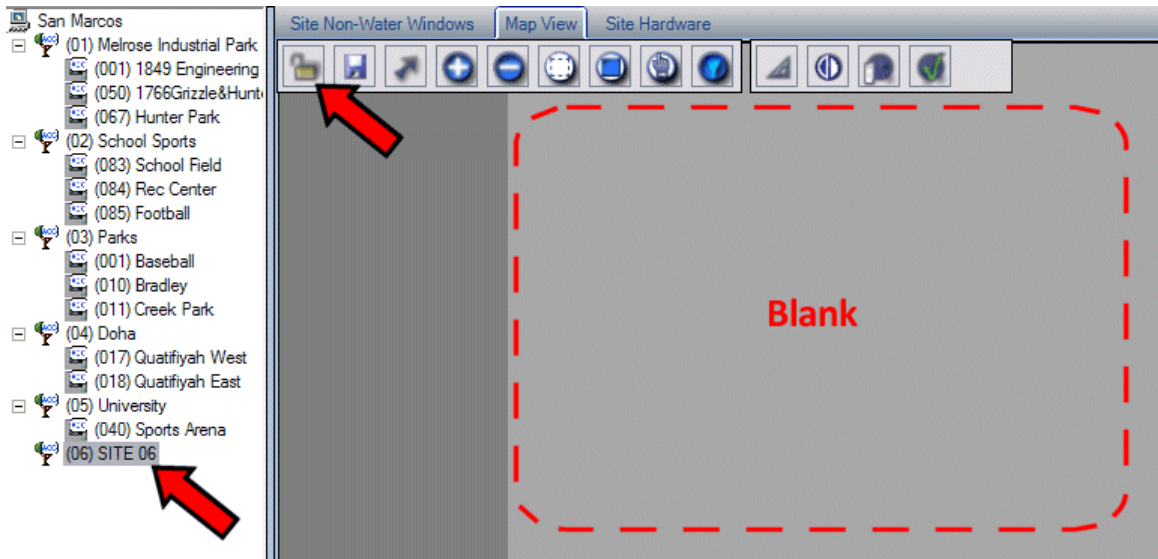 San Marcos
(01) Melrose Industrial Park
(001) 1849 Engineering
(050) 1766Grizzle&Hunt
(067) Hunter Park
(02) School Sports
(083) School Field
(084) Rec Center
(085) Football
(03) Parks
(001) Baseball
(010) Bradley
(011) Creek Park
(04) Doha
(017) Quatifiyah West
(018) Quatifiyah East
(05) University
(040) Sports Arena
(06) SITE 06
Site Non-Water Windows Map View Site Hardware
Blank